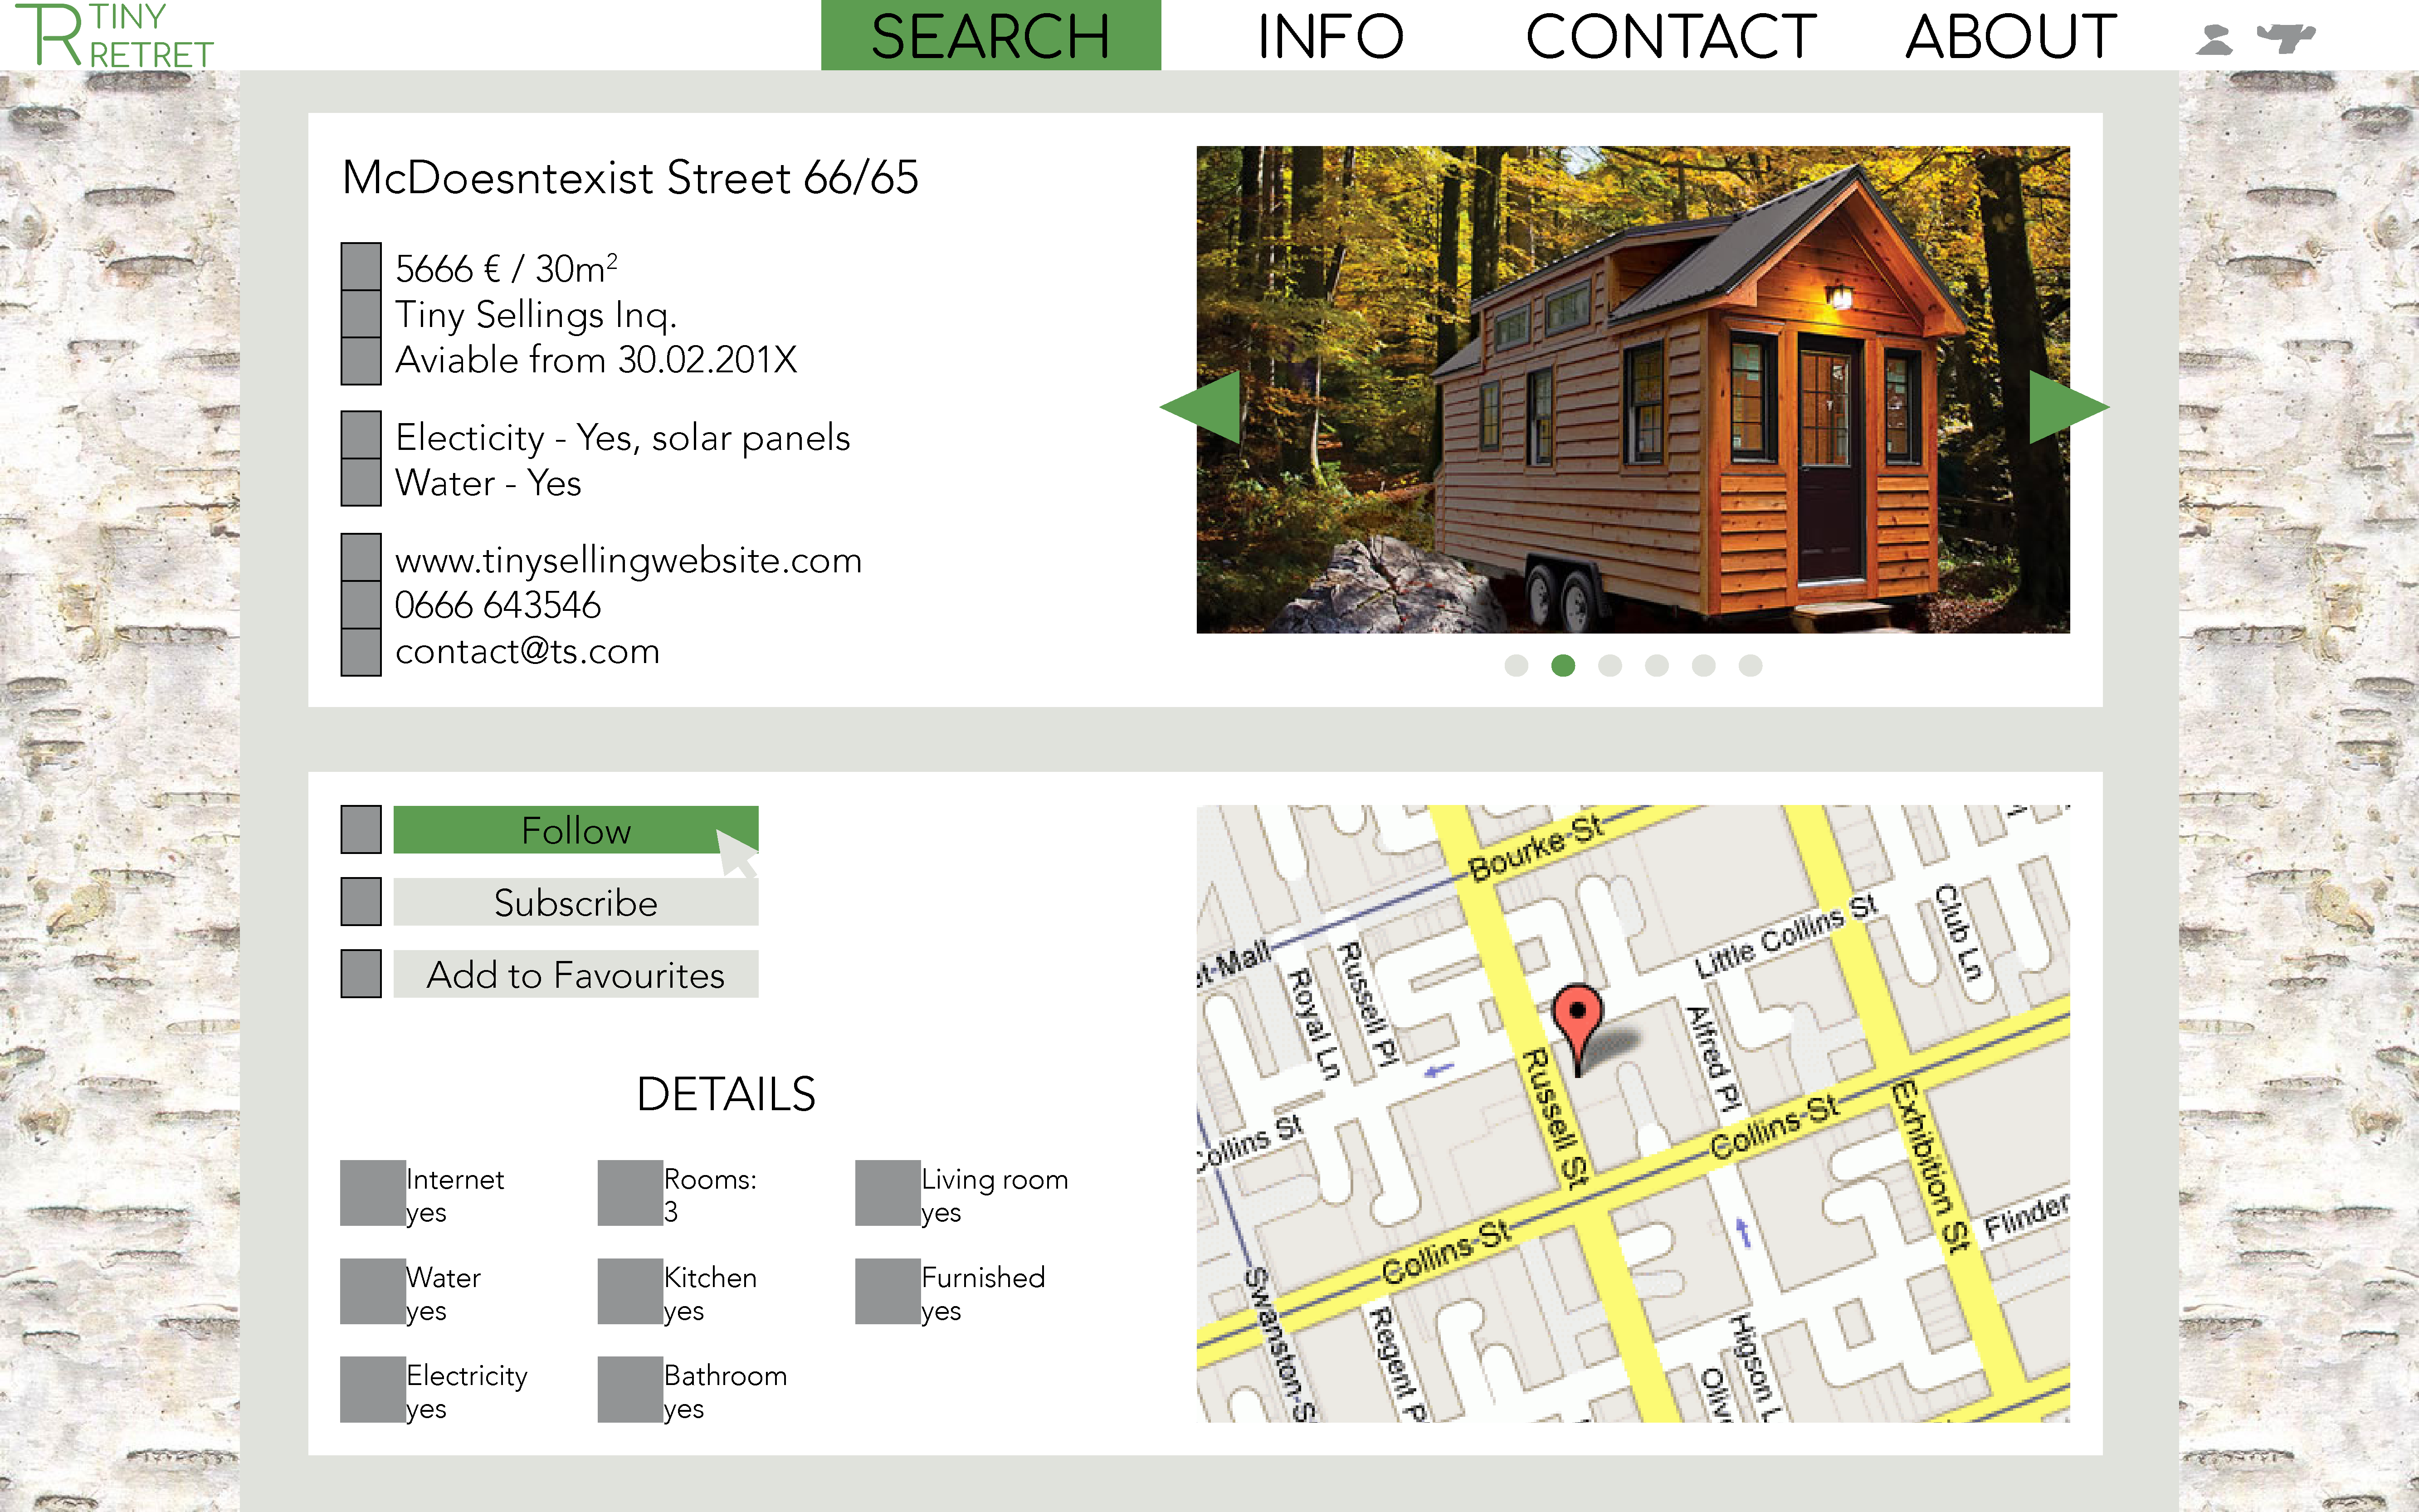 TINY
RETRET
SEARCH
INFO
CONTACT
ABOUT
McDoesntexist Street 66/65
5666 € / 30m²
Tiny Sellings Inq.
Aviable from 30.02.201X
Electicity - Yes, solar panels
Water - Yes
www.tinysellingwebsite.com
0666 643546
contact@ts.com
Follow
Subscribe
Add to Favourites
DETAILS
Internet
yes
Rooms:
3
Living room
yes
Water
yes
Kitchen
yes
Furnished
yes
Electricity
yes
Bathroom
yes
Bourke-St
Little Collins St
Club Ln
et-Mall
Russell Pl
Royal Ln
Russell St
Alfred Pl
Collins St
Collins-St
Exhibition St
Flinder
Collins-St
Swanston-S
Regent P
Higson L
Oliv